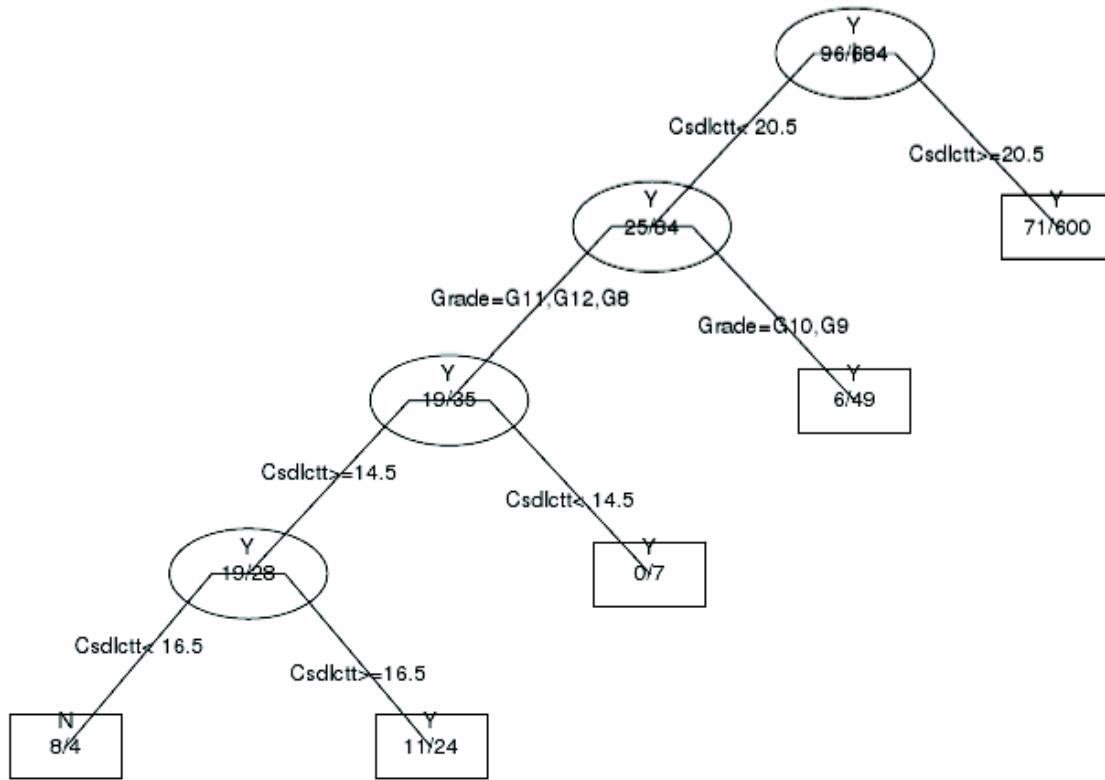 Y
96/684
Csdlctt< 20.5
Csdlctt>=20.5
Y
25/84
Y
71/600
Grade=G11,G12,G8
Grade=G10,G9
Y
19/35
Y
6/49
Csdlctt>=14.5
Csdlctt< 14.5
Y
19/28
Y
0/7
Csdlctt< 16.5
Csdlctt>=16.5
N
8/4
Y
11/24